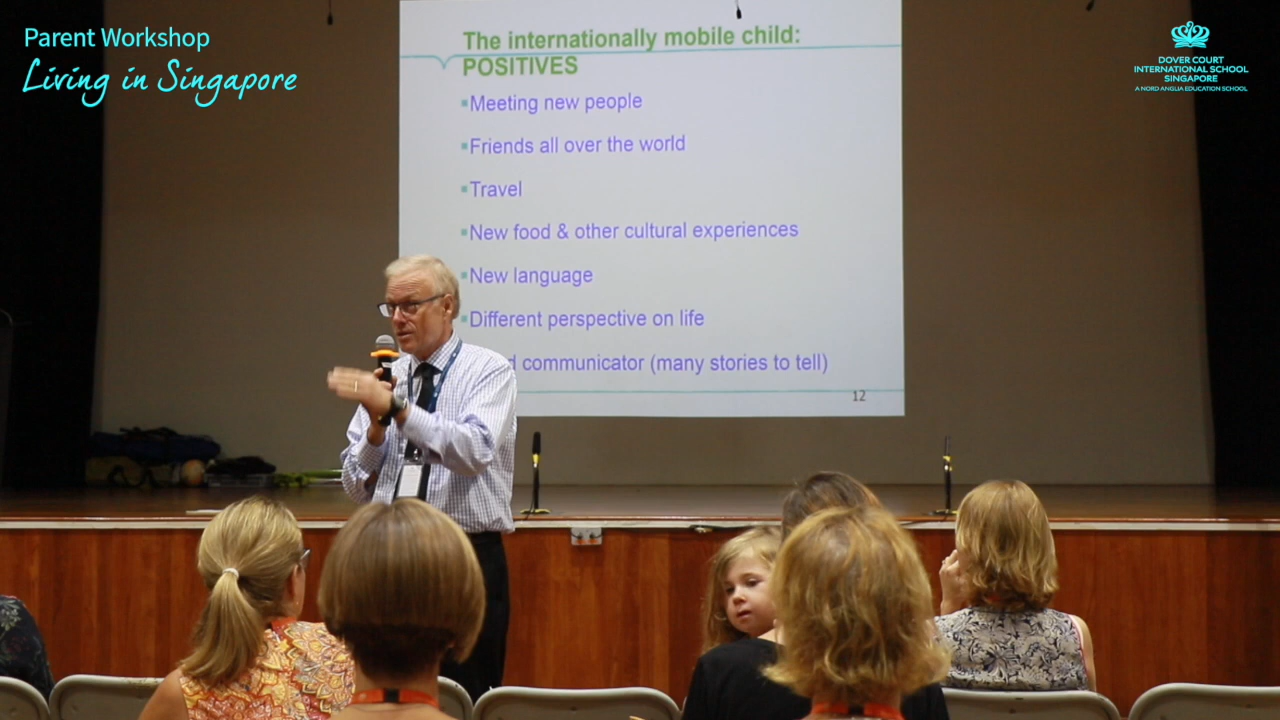 Parent Workshop
Living in Singapore
DOVER COURT
INTERNATIONAL SCHOOL
SINGAPORE
A NORD ANGLIA EDUCATION SCHOOL
The internationally mobile child:
POSITIVES
▪Meeting new people
▪Friends all over the world
▪Travel
▪New food & other cultural experiences
▪New language
▪Different perspective on life
communicator (many stories to tell)
12